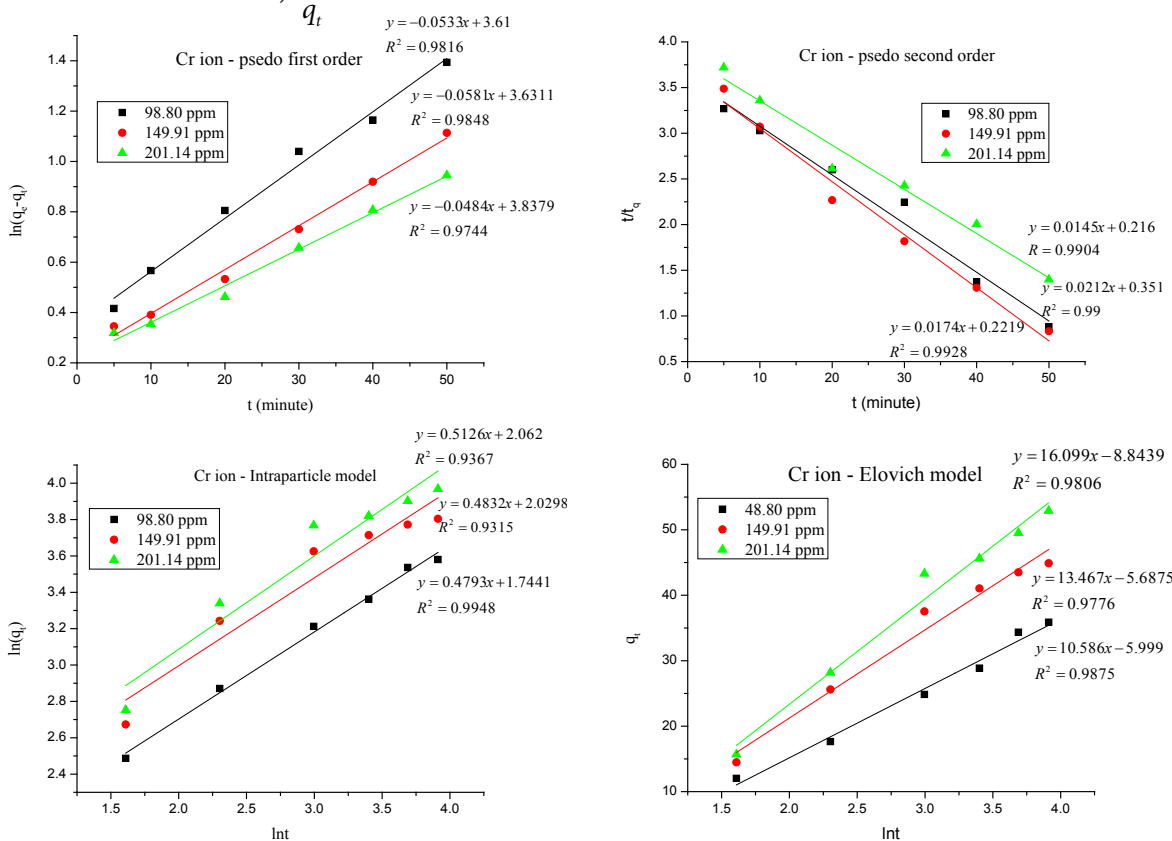 q_t
Cr ion - psedo first order
y = −0.0533x + 3.61
R² = 0.9816
98.80 ppm
149.91 ppm
201.14 ppm
y = −0.0581x + 3.6311
R² = 0.9848
y = −0.0484x + 3.8379
R² = 0.9744
ln(q_e-q_t)
1.4
1.2
1.0
0.8
0.6
0.4
0.2
0 10 20 30 40 50
t (minute)
Cr ion - psedo second order
98.80 ppm
149.91 ppm
201.14 ppm
y = 0.0145x + 0.216
R = 0.9904
y = 0.0212x + 0.351
R² = 0.99
y = 0.0174x + 0.2219
R² = 0.9928
t/t_q
4.0
3.5
3.0
2.5
2.0
1.5
1.0
0.5
0 10 20 30 40 50
t (minute)
Cr ion - Intraparticle model
y = 0.5126x + 2.062
R² = 0.9367
98.80 ppm
149.91 ppm
201.14 ppm
y = 0.4832x + 2.0298
R² = 0.9315
y = 0.4793x + 1.7441
R² = 0.9948
ln(q_t)
4.0
3.8
3.6
3.4
3.2
3.0
2.8
2.6
2.4
1.5 2.0 2.5 3.0 3.5 4.0
lnt
Cr ion - Elovich model
y = 16.099x − 8.8439
R² = 0.9806
48.80 ppm
149.91 ppm
201.14 ppm
y = 13.467x − 5.6875
R² = 0.9776
y = 10.586x − 5.999
R² = 0.9875
q_t
60
50
40
30
20
10
1.5 2.0 2.5 3.0 3.5 4.0
lnt